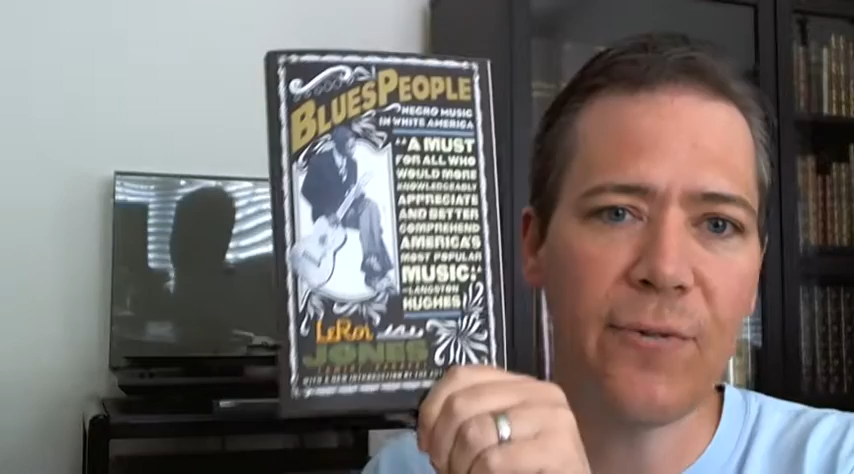 BLUES PEOPLE
NEGRO MUSIC
IN WHITE AMERICA
"A MUST
FOR ALL WHO
WOULD MORE
KNOWLEDGEABLY
APPRECIATE
AND BETTER
COMPREHEND
AMERICA'S
MOST POPULAR
MUSIC."
-LANGSTON
HUGHES
LEROI
JONES
WITH A NEW INTRODUCTION BY THE